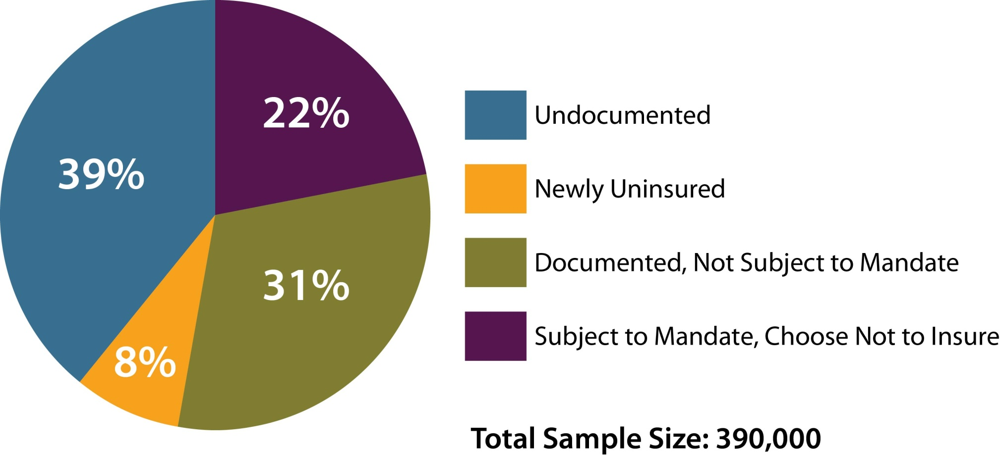 22%
39%
31%
8%
Undocumented
Newly Uninsured
Documented, Not Subject to Mandate
Subject to Mandate, Choose Not to Insure
Total Sample Size: 390,000